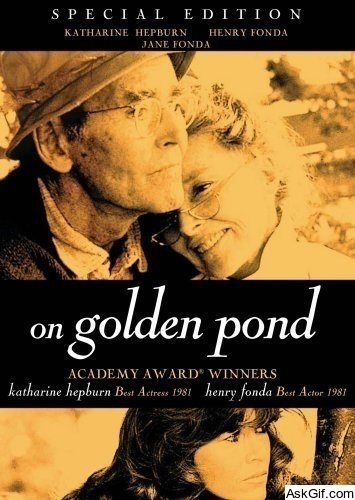 SPECIAL EDITION
KATHARINE HEPBURN HENRY FONDA
JANE FONDA
on golden pond
ACADEMY AWARD® WINNERS
katharine hepburn Best Actress 1981 henry fonda Best Actor 1981
AskGif.com